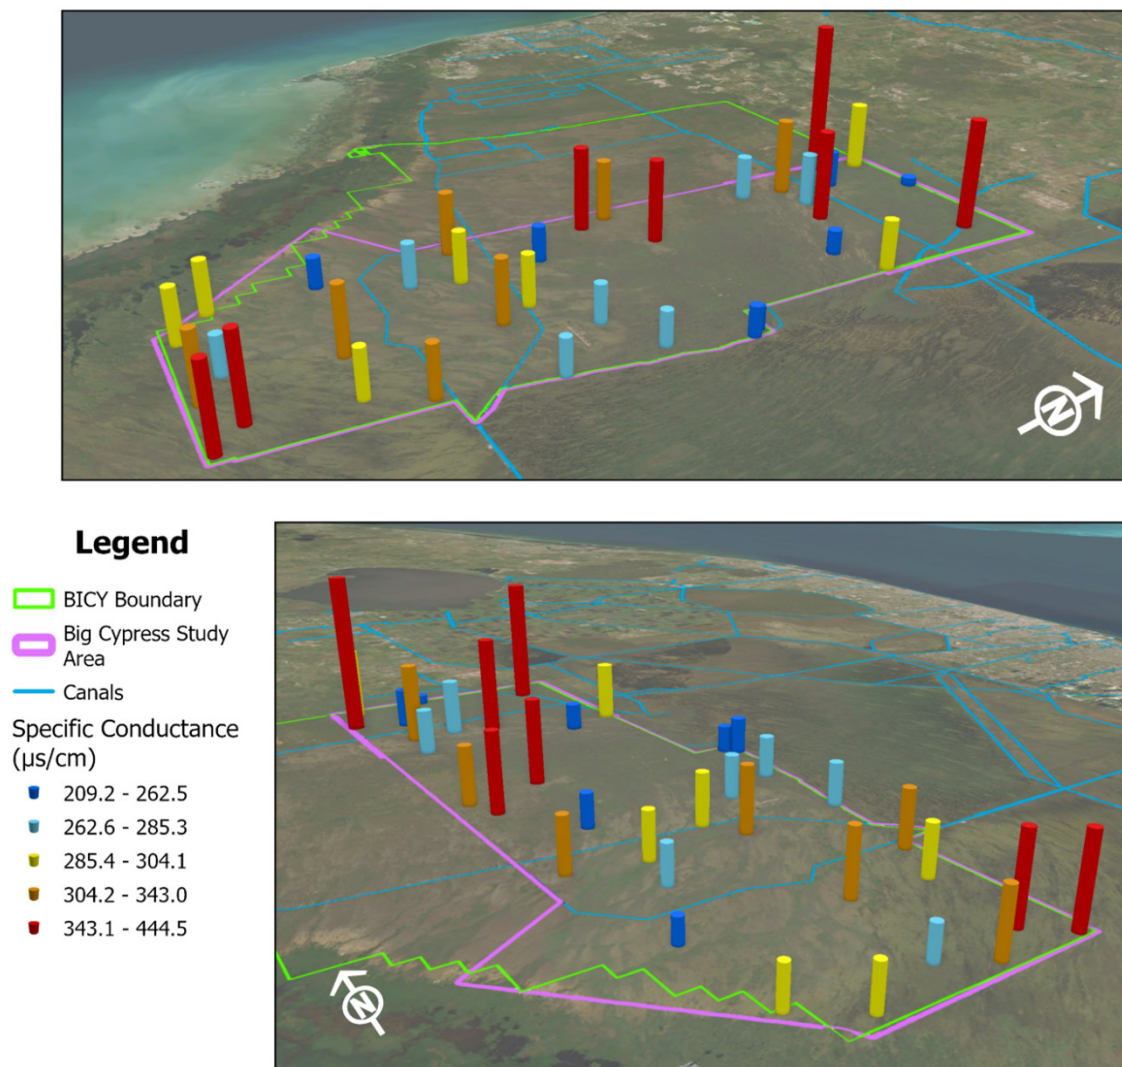 N
Legend
BICY Boundary
Big Cypress Study
Area
Canals
Specific Conductance
(µs/cm)
209.2 - 262.5
262.6 - 285.3
285.4 - 304.1
304.2 - 343.0
343.1 - 444.5
N